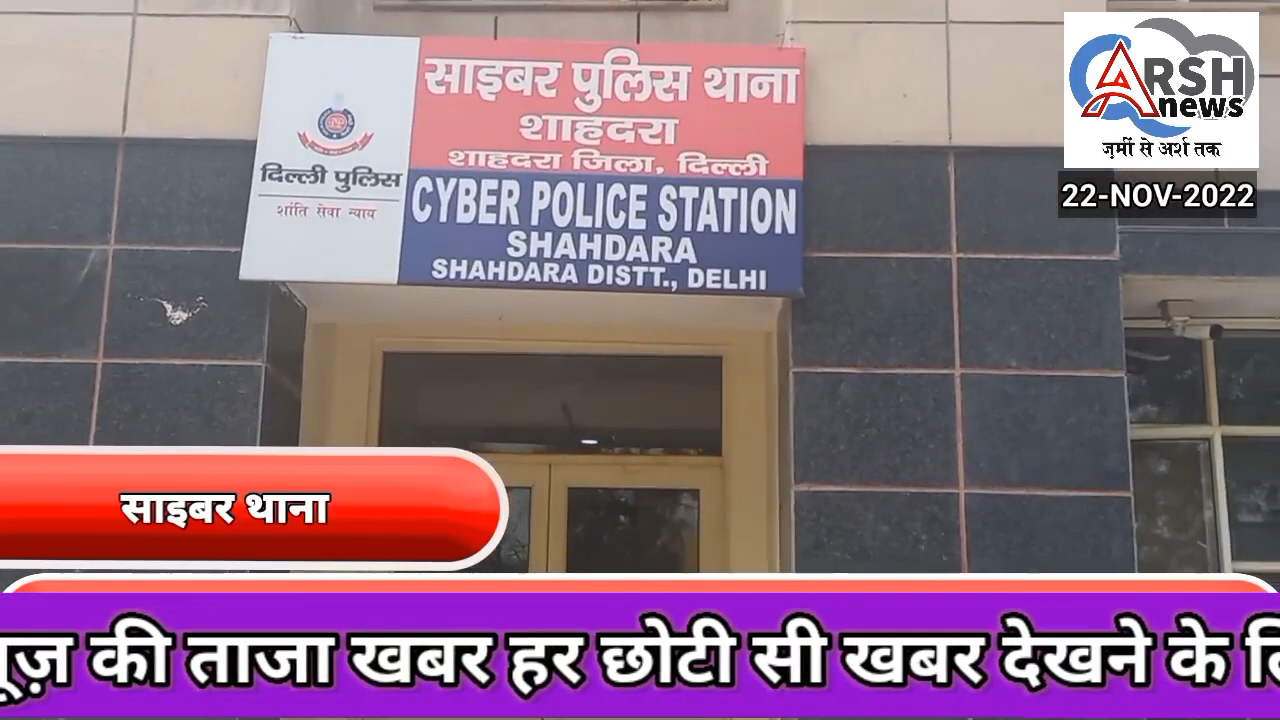 साइबर पुलिस थाना
शाहदरा
शाहदरा जिला, दिल्ली
दिल्ली पुलिस
शांति सेवा न्याय
CYBER POLICE STATION
SHAHDARA
SHAHDARA DISTT., DELHI
ARSH
news
ज़मीं से अर्श तक
22-NOV-2022
साइबर थाना
की ताजा खबर हर छोटी सी खबर देखने के